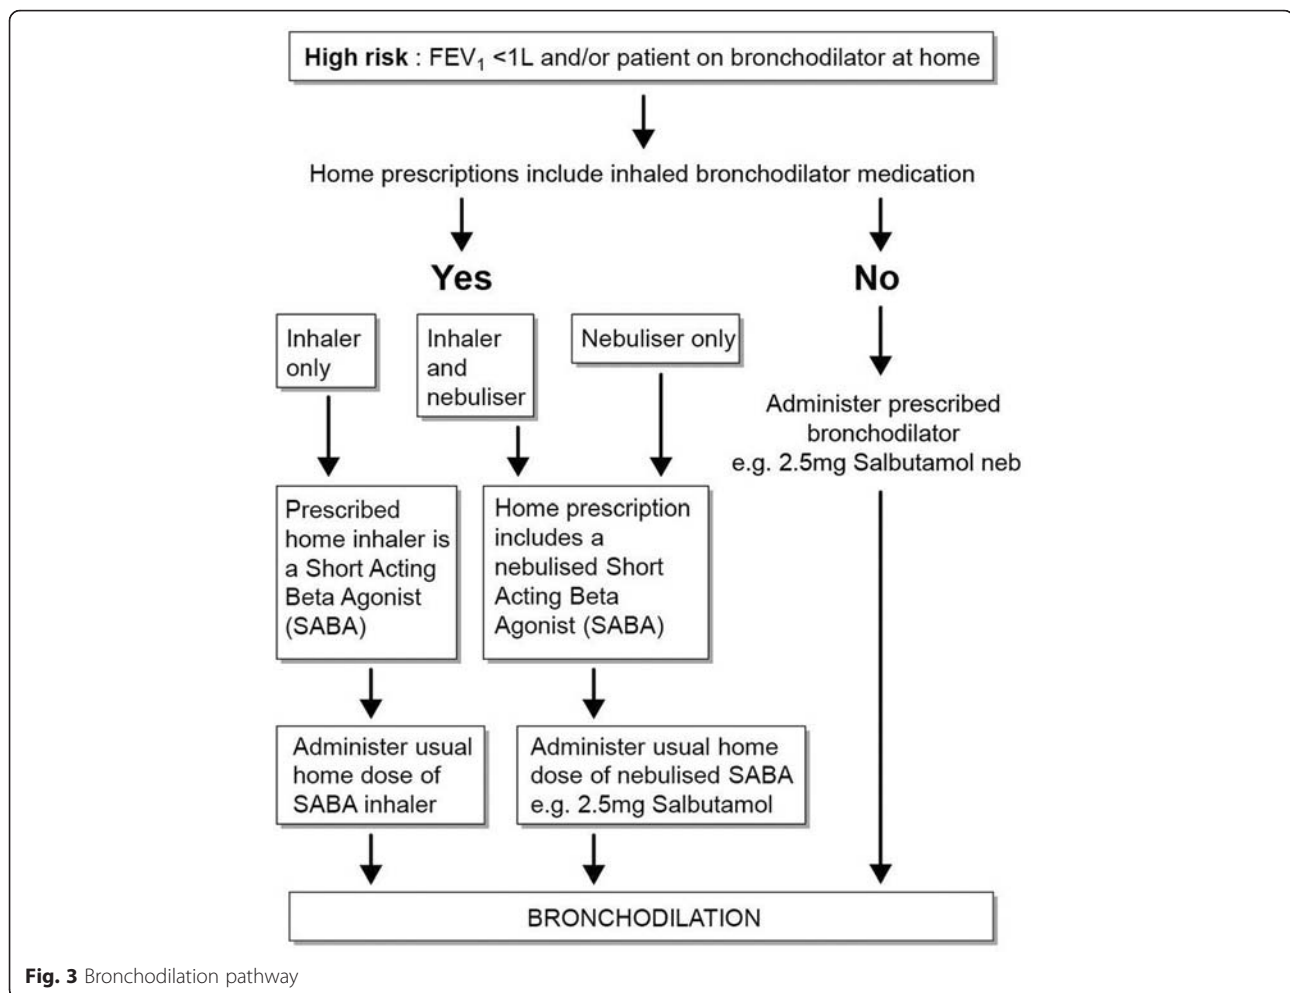 High risk : FEV₁ <1L and/or patient on bronchodilator at home
Home prescriptions include inhaled bronchodilator medication
Yes
No
Inhaler
only
Inhaler
and
nebuliser
Nebuliser only
Administer prescribed
bronchodilator
e.g. 2.5mg Salbutamol neb
Prescribed
home inhaler is
a Short Acting
Beta Agonist
(SABA)
Home prescription
includes a
nebulised Short
Acting Beta
Agonist (SABA)
Administer usual
home dose of
SABA inhaler
Administer usual home
dose of nebulised SABA
e.g. 2.5mg Salbutamol
BRONCHODILATION
Fig. 3 Bronchodilation pathway